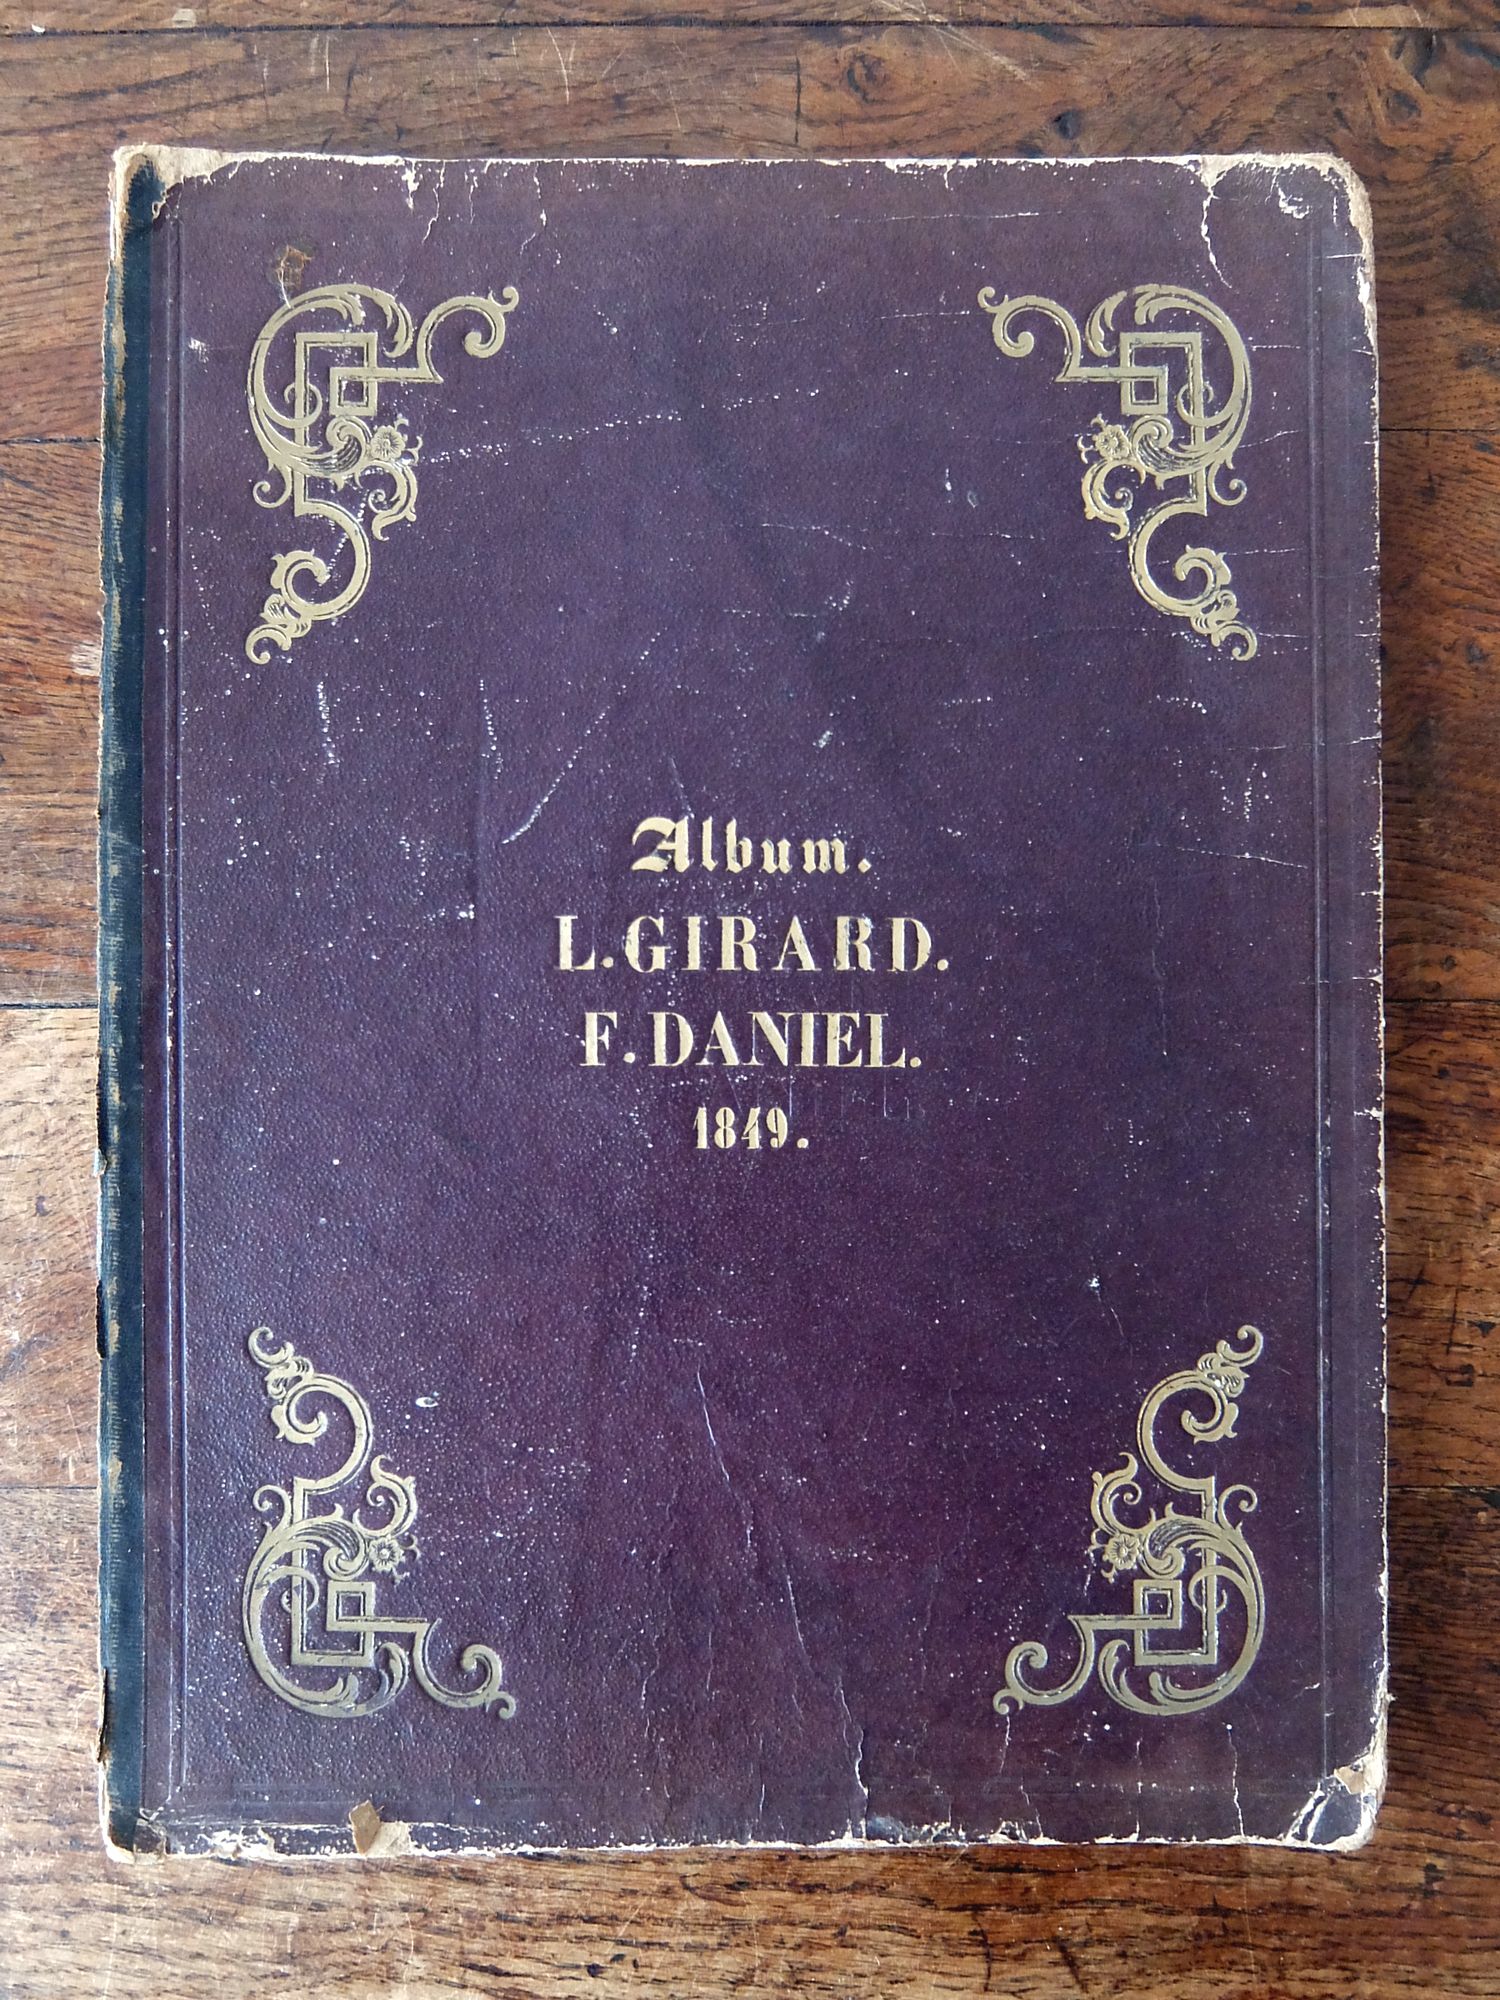 Album.
L. GIRARD.
F. DANIEL.
1849.